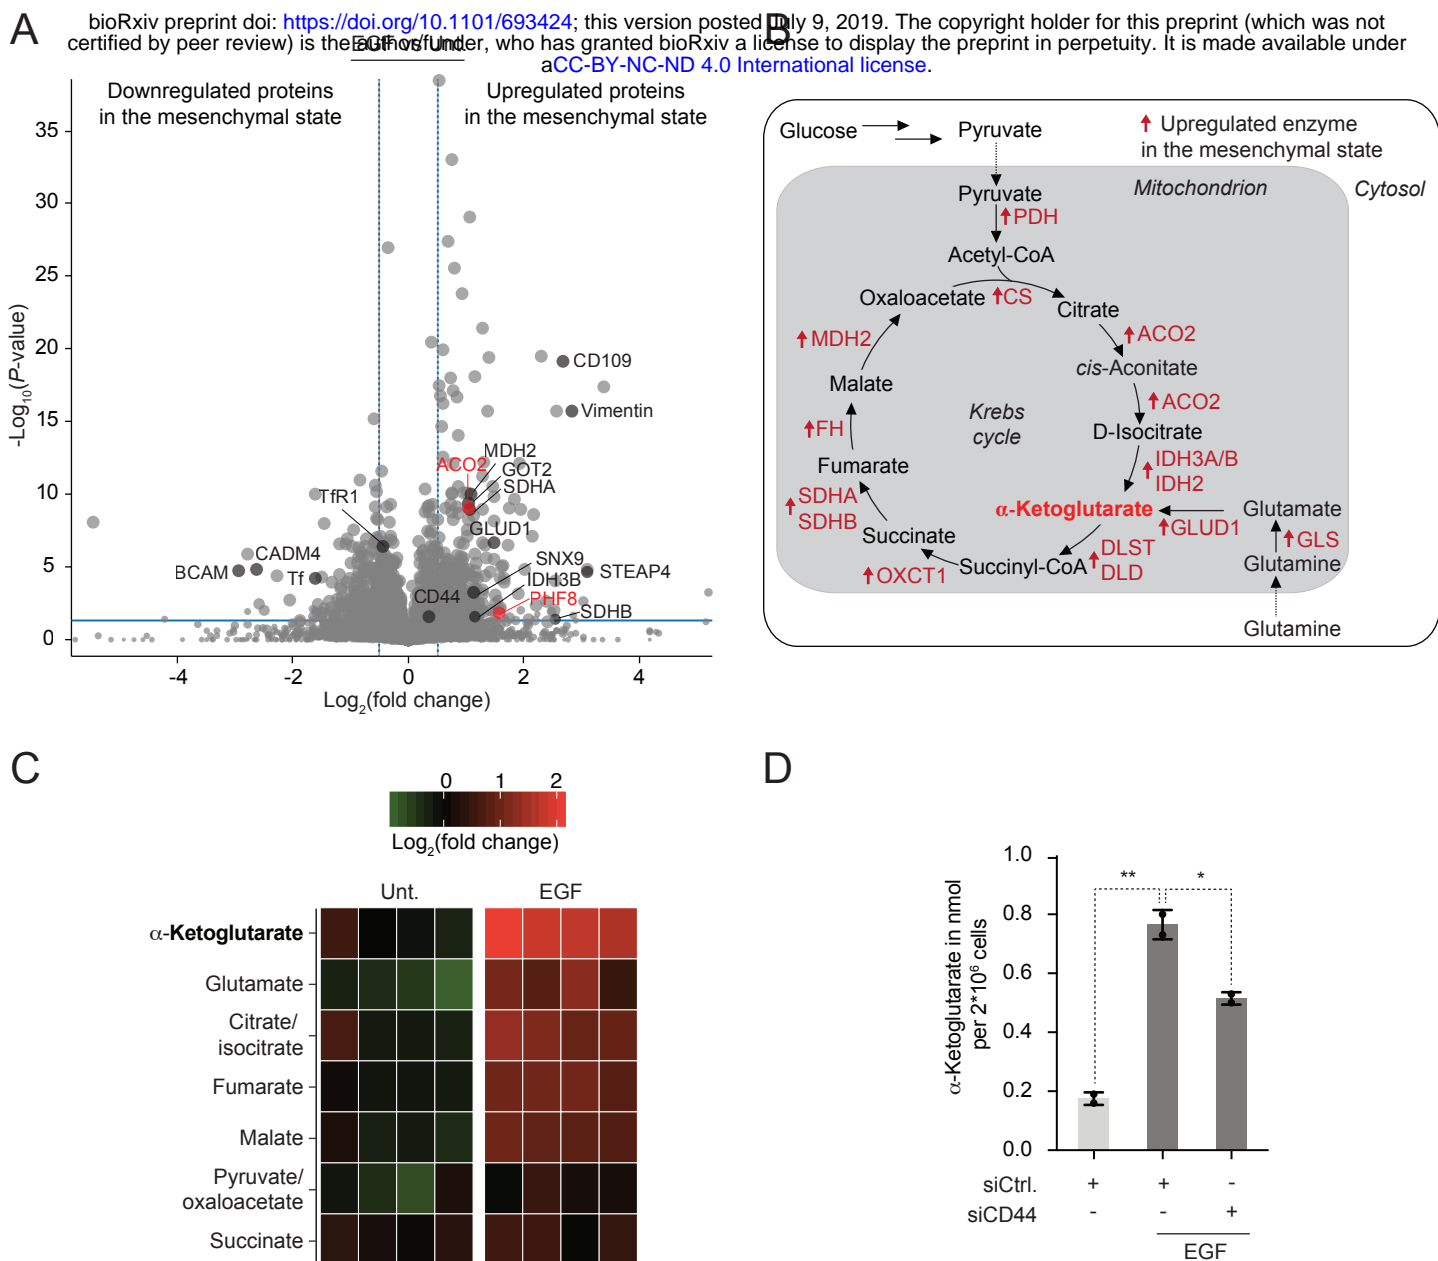 bioRxiv preprint doi: https://doi.org/10.1101/693424; this version posted July 9, 2019. The copyright holder for this preprint (which was not
certified by peer review) is the author/funder, who has granted bioRxiv a license to display the preprint in perpetuity. It is made available under
aCC-BY-NC-ND 4.0 International license.
A
EGF vs Unt.
Downregulated proteins
in the mesenchymal state
Upregulated proteins
in the mesenchymal state
-Log10(P-value)
35
30
25
20
15
10
5
0
CD109
Vimentin
MDH2
ACO2
GOT2
SDHA
TfR1
GLUD1
CADM4
BCAM
Tf
SNX9
STEAP4
IDH3B
CD44
PHF8
SDHB
-4
-2
0
2
4
Log2(fold change)
B
Glucose
Pyruvate
Upregulated enzyme
in the mesenchymal state
Mitochondrion
Cytosol
Pyruvate
PDH
Acetyl-CoA
Oxaloacetate
CS
Citrate
MDH2
ACO2
cis-Aconitate
Malate
ACO2
Krebs
cycle
D-Isocitrate
FH
IDH3A/B
IDH2
Fumarate
SDHA
SDHB
α-Ketoglutarate
GLUD1
Glutamate
GLS
Succinate
DLST
DLD
Glutamine
OXCT1
Succinyl-CoA
Glutamine
C
0 1 2
Log2(fold change)
Unt.
EGF
α-Ketoglutarate
Glutamate
Citrate/
isocitrate
Fumarate
Malate
Pyruvate/
oxaloacetate
Succinate
D
α-Ketoglutarate in nmol
per 2*10^6 cells
1.0
0.8
0.6
0.4
0.2
0.0
**
*
siCtrl. + + -
siCD44 - - +
EGF